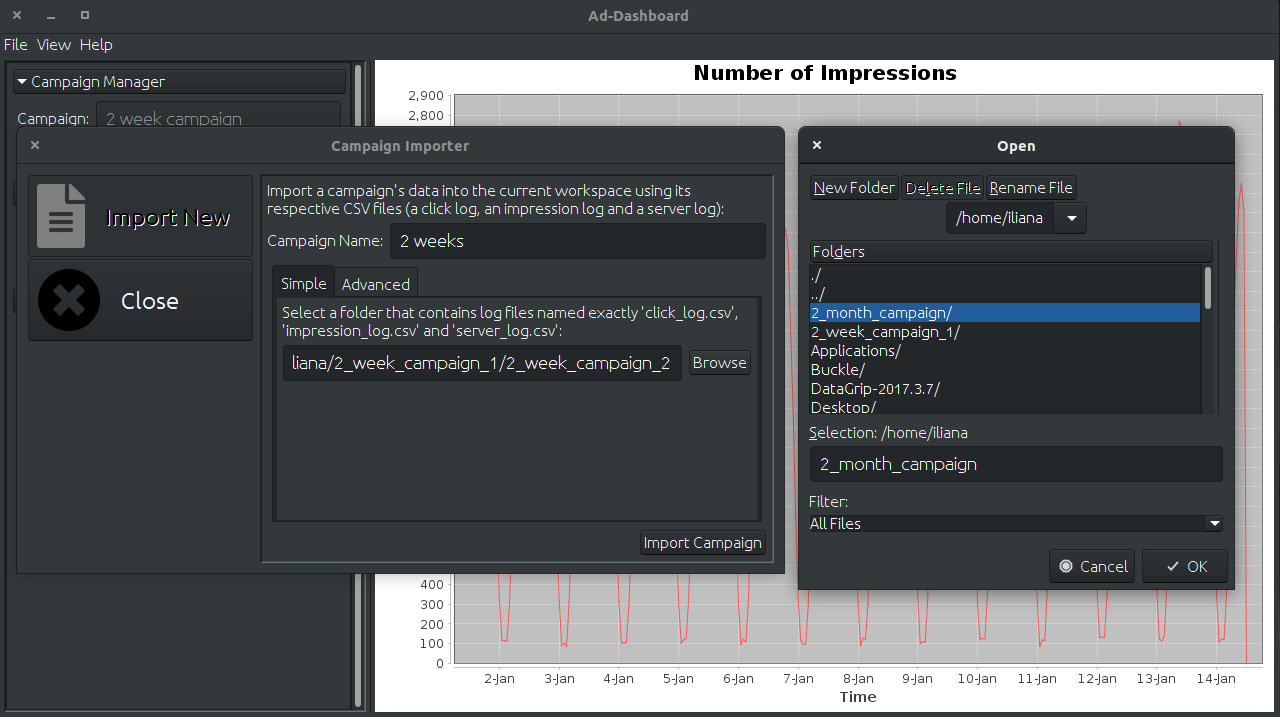 Ad-Dashboard
File View Help
Campaign Manager
Campaign: 2 week campaign
Campaign Importer
Import New
Close
Import a campaign's data into the current workspace using its
respective CSV files (a click log, an impression log and a server log):
Campaign Name: 2 weeks
Simple Advanced
Select a folder that contains log files named exactly 'click_log.csv',
'impression_log.csv' and 'server_log.csv':
liana/2_week_campaign_1/2_week_campaign_2 Browse
Import Campaign
Open
New Folder Delete File Rename File
/home/iliana
Folders
./
../
2_month_campaign/
2_week_campaign_1/
Applications/
Buckle/
DataGrip-2017.3.7/
Desktop/
Selection: /home/iliana
2_month_campaign
Filter:
All Files
Cancel OK
Number of Impressions
2,900
2,800
400
300
200
100
0
2-Jan 3-Jan 4-Jan 5-Jan 6-Jan 7-Jan 8-Jan 9-Jan 10-Jan 11-Jan 12-Jan 13-Jan 14-Jan
Time